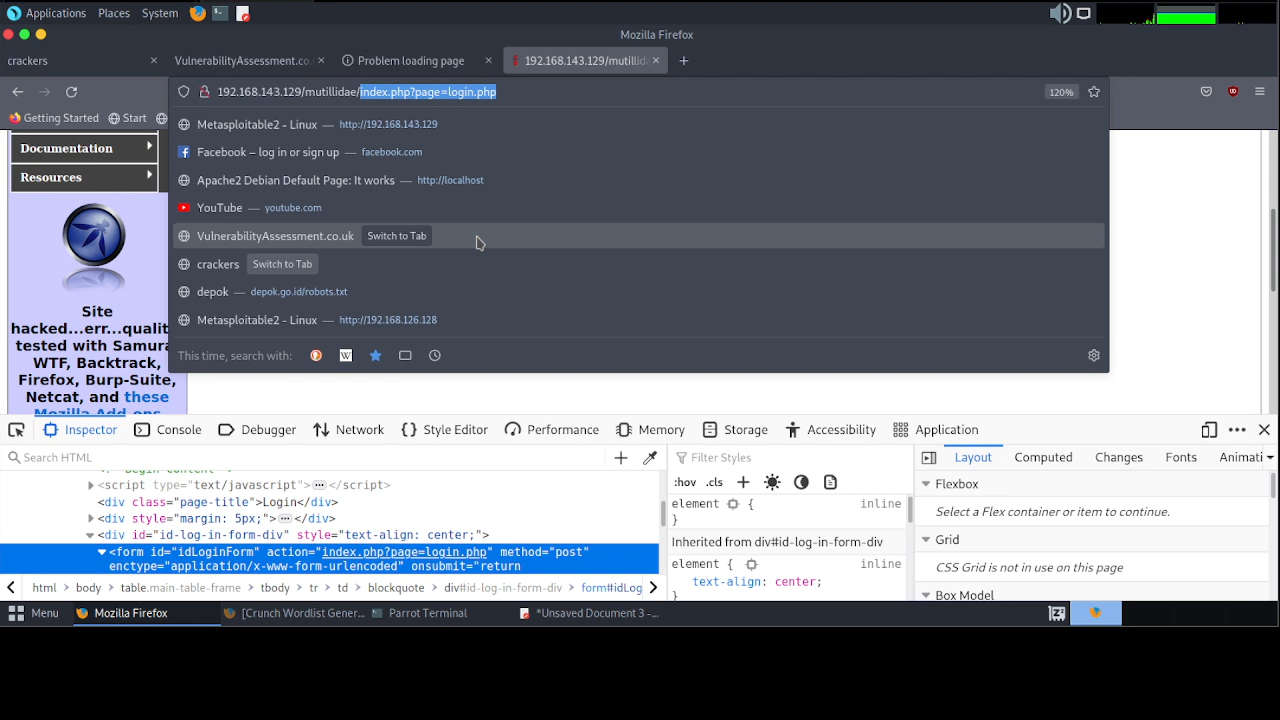 Applications Places System
Mozilla Firefox
crackers × VulnerabilityAssessment.co × Problem loading page × 192.168.143.129/mutillid × +
192.168.143.129/mutillidae/index.php?page=login.php 120%
Getting Started Start
Metasploitable2 - Linux — http://192.168.143.129
Facebook – log in or sign up — facebook.com
Apache2 Debian Default Page: It works — http://localhost
YouTube — youtube.com
VulnerabilityAssessment.co.uk Switch to Tab
crackers Switch to Tab
depok — depok.go.id/robots.txt
Metasploitable2 - Linux — http://192.168.126.128
This time, search with: W
Documentation
Resources
Site
hacked...err...qualit
tested with Samura
WTF, Backtrack,
Firefox, Burp-Suite,
Netcat, and these
Mozilla Add-ons
Inspector Console Debugger Network Style Editor Performance Memory Storage Accessibility Application
Search HTML
<!-- Begin Content -->
<script type="text/javascript"> </script>
<div class="page-title">Login</div>
<div style="margin: 5px;"> </div>
<div id="id-log-in-form-div" style="text-align: center;">
<form id="idLoginForm" action="index.php?page=login.php" method="post"
enctype="application/x-www-form-urlencoded" onsubmit="return
html body table.main-table-frame tbody tr td blockquote div#id-log-in-form-div form#idLog
Filter Styles
:hov .cls +
element { inline
}
Inherited from div#id-log-in-form-div
element { inline
text-align: center;
}
Layout Computed Changes Fonts Animati
Flexbox
Select a Flex container or item to continue.
Grid
CSS Grid is not in use on this page
Box Model
Menu Mozilla Firefox [Crunch Wordlist Gener... Parrot Terminal *Unsaved Document 3 -...